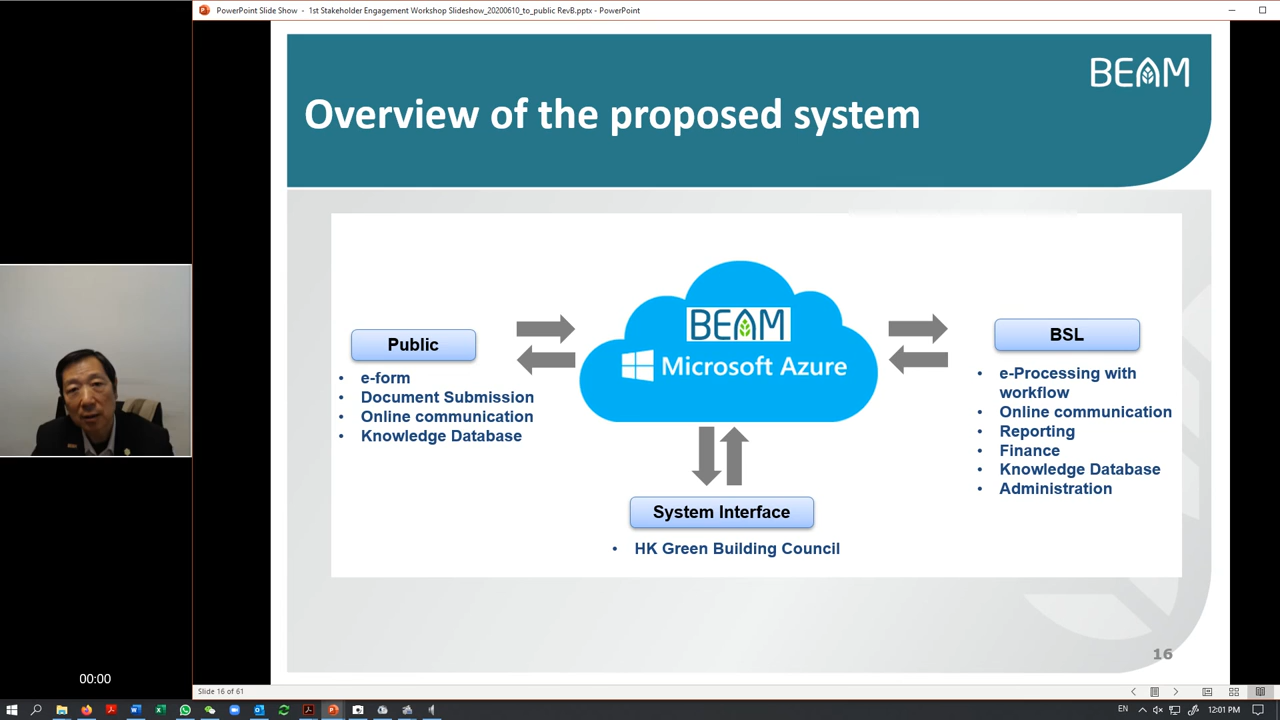 PowerPoint Slide Show - 1st Stakeholder Engagement Workshop Slideshow_20200610_to_public RevB.pptx - PowerPoint
BEAM
Overview of the proposed system
BEAM
Microsoft Azure
Public
• e-form
• Document Submission
• Online communication
• Knowledge Database
BSL
• e-Processing with
workflow
• Online communication
• Reporting
• Finance
• Knowledge Database
• Administration
System Interface
• HK Green Building Council
16
00:00
Slide 16 of 61
EN
12:01 PM